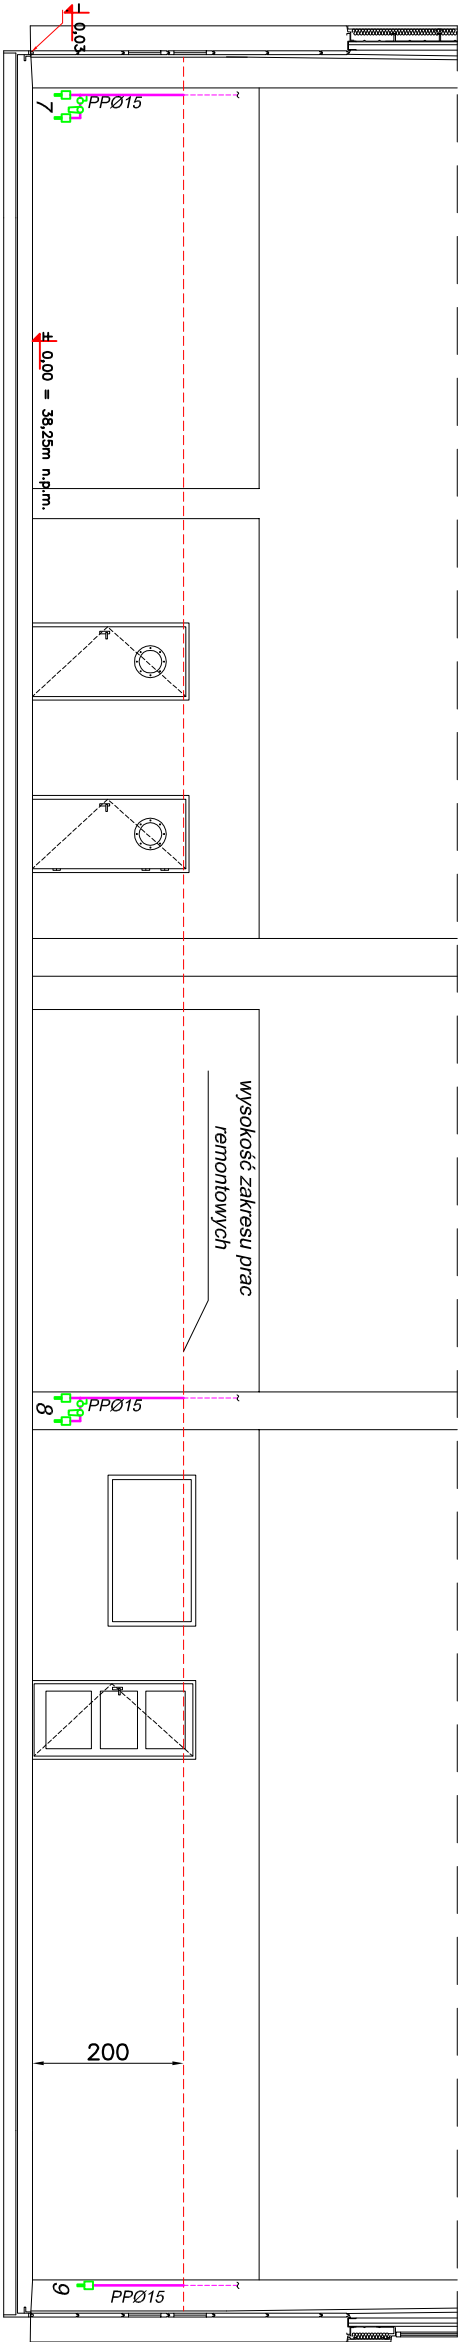 - 0,03
PPØ15
7
± 0,00 = 38,25m n.p.m.
wysokość zakresu prac
remontowych
PPØ15
8
200
PPØ15
9